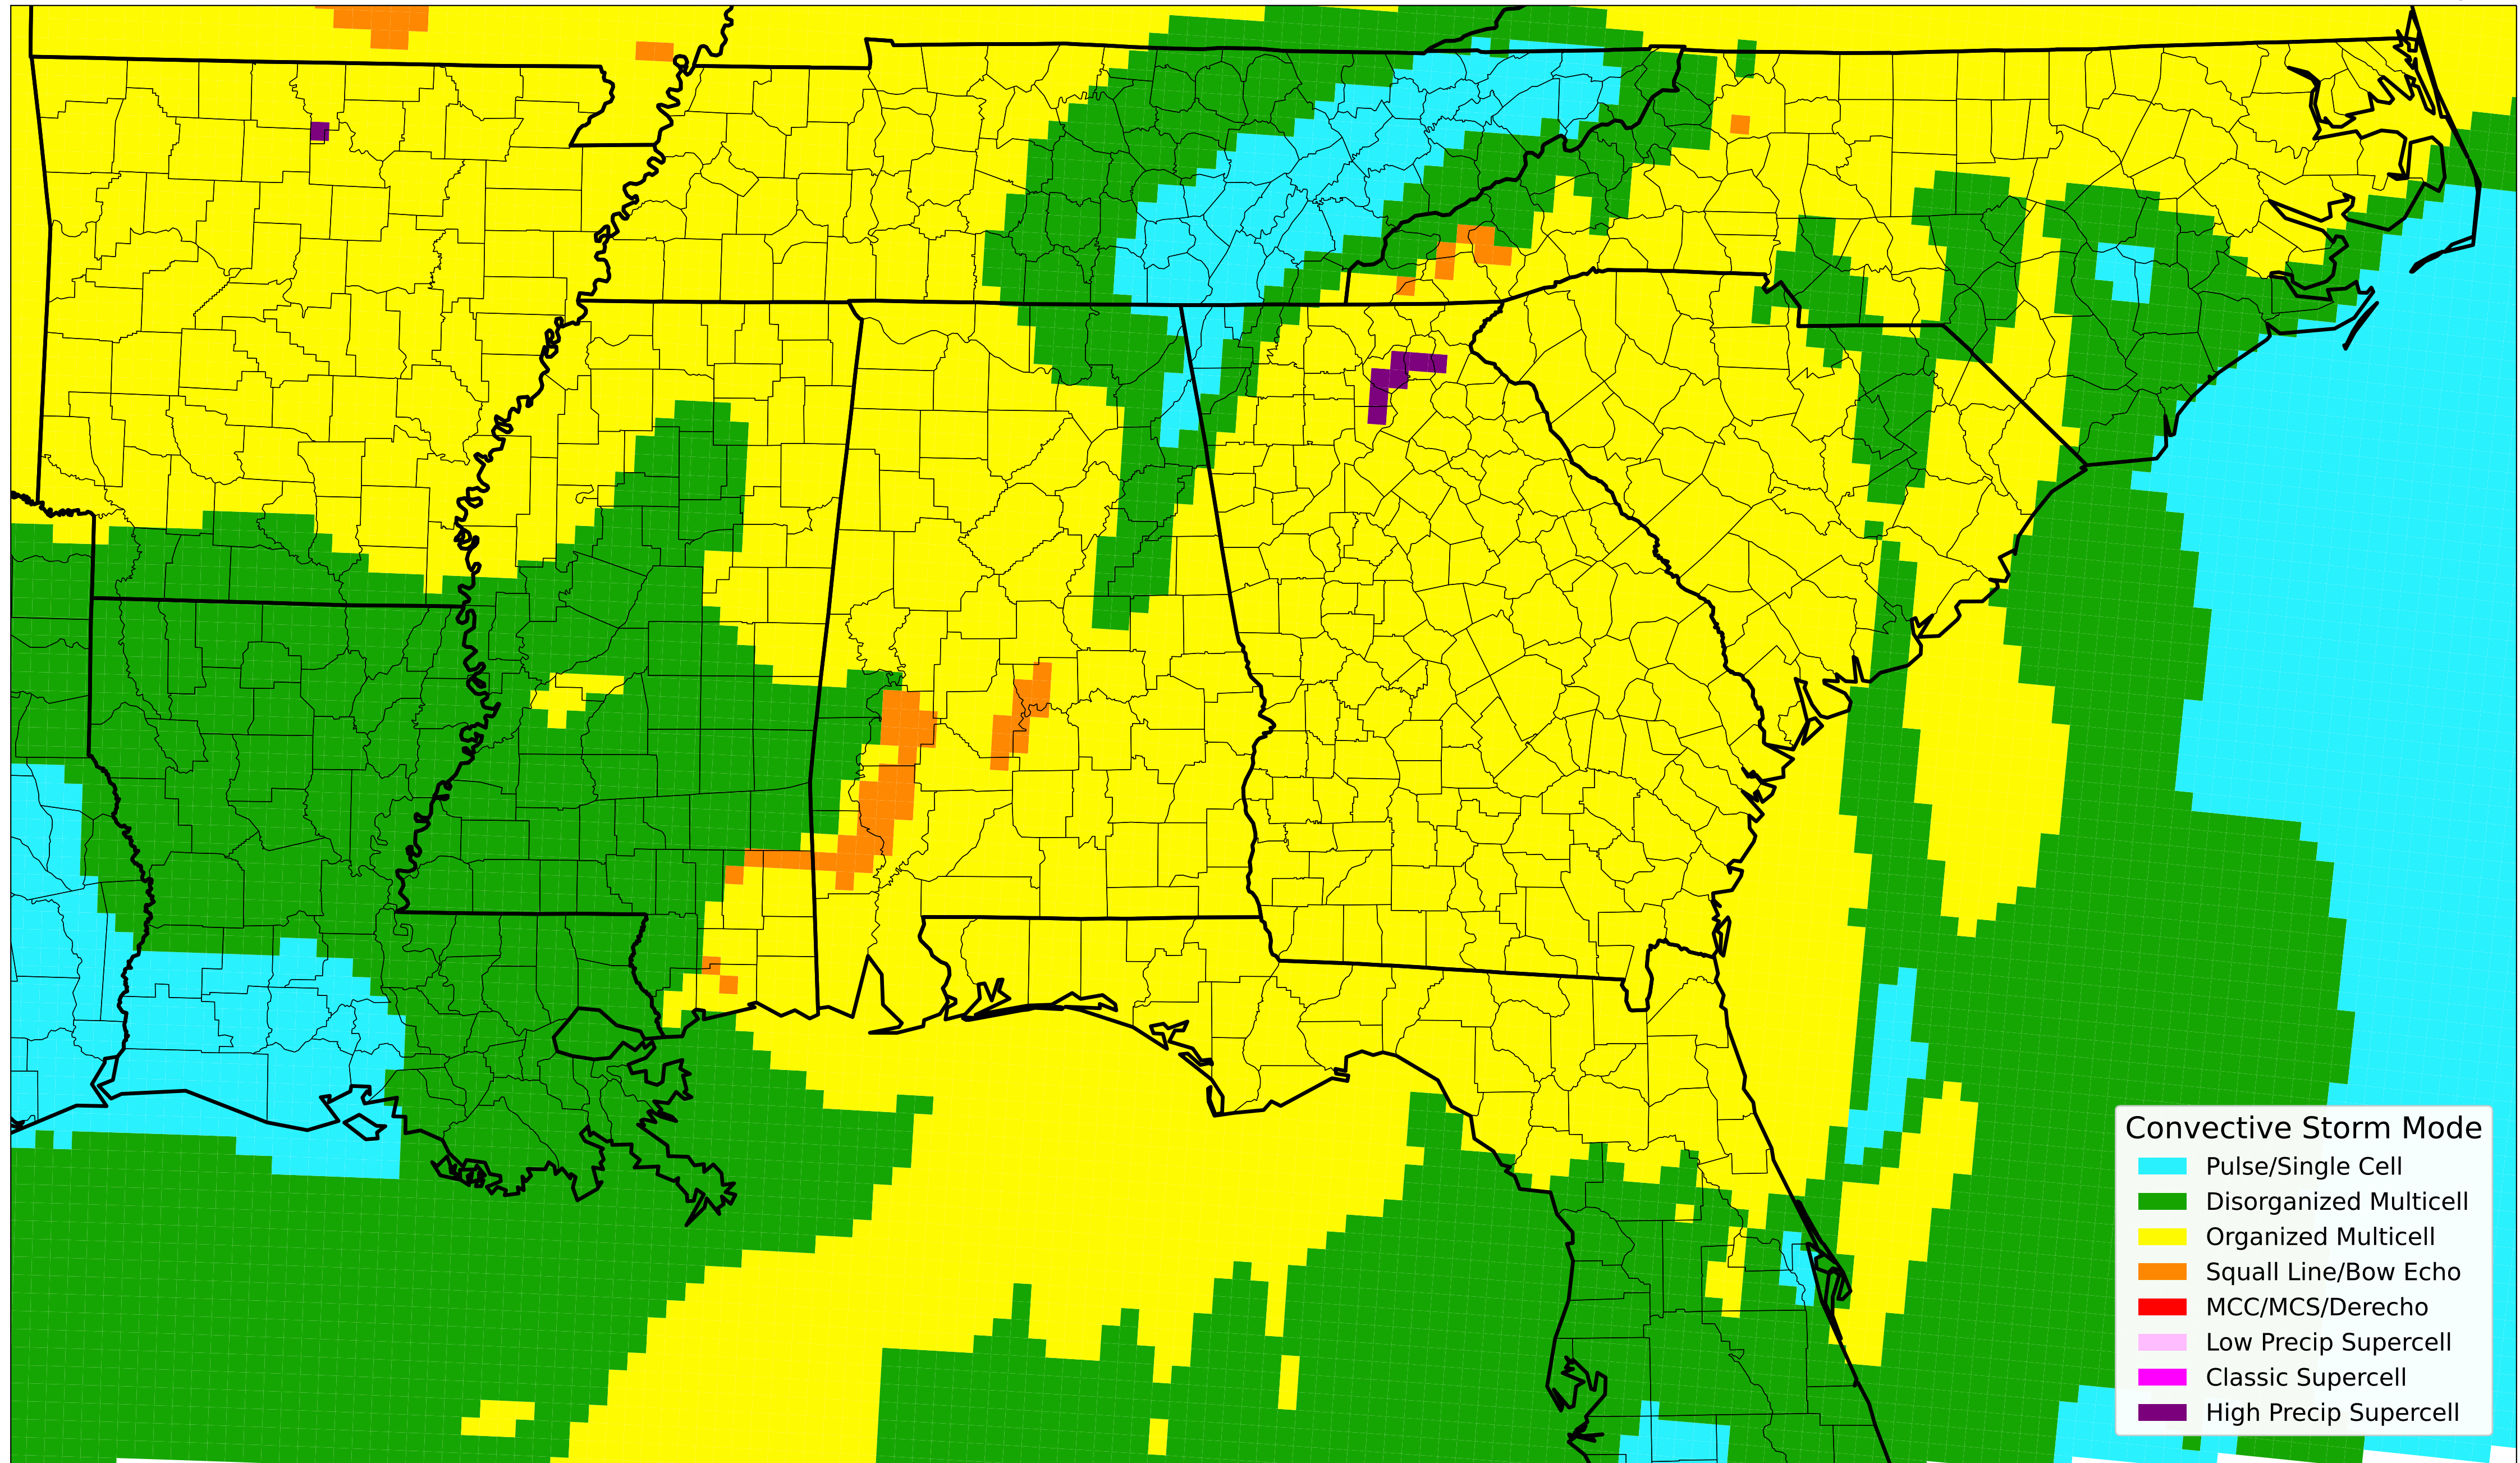 Convective Storm Mode
Pulse/Single Cell
Disorganized Multicell
Organized Multicell
Squall Line/Bow Echo
MCC/MCS/Derecho
Low Precip Supercell
Classic Supercell
High Precip Supercell